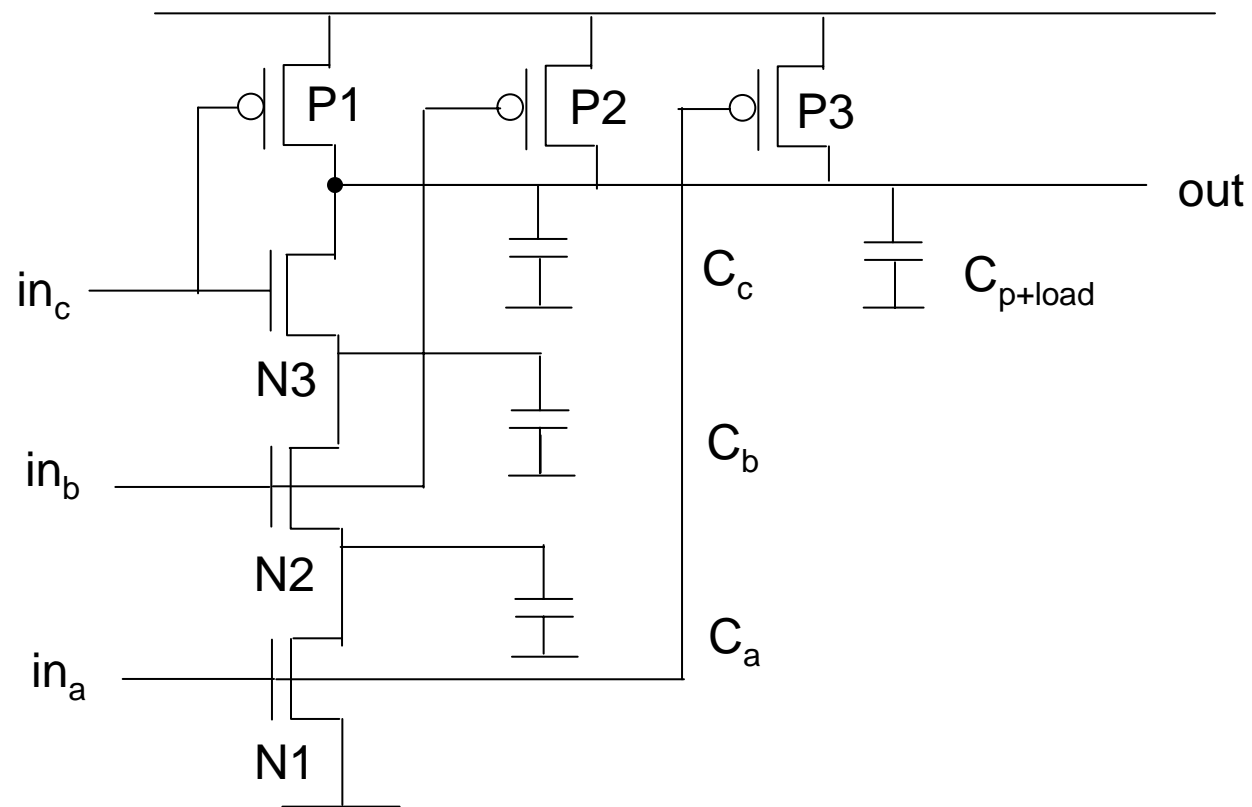 P1
P2
P3
out
in_c
C_c
C_p+load
N3
in_b
C_b
N2
C_a
in_a
N1